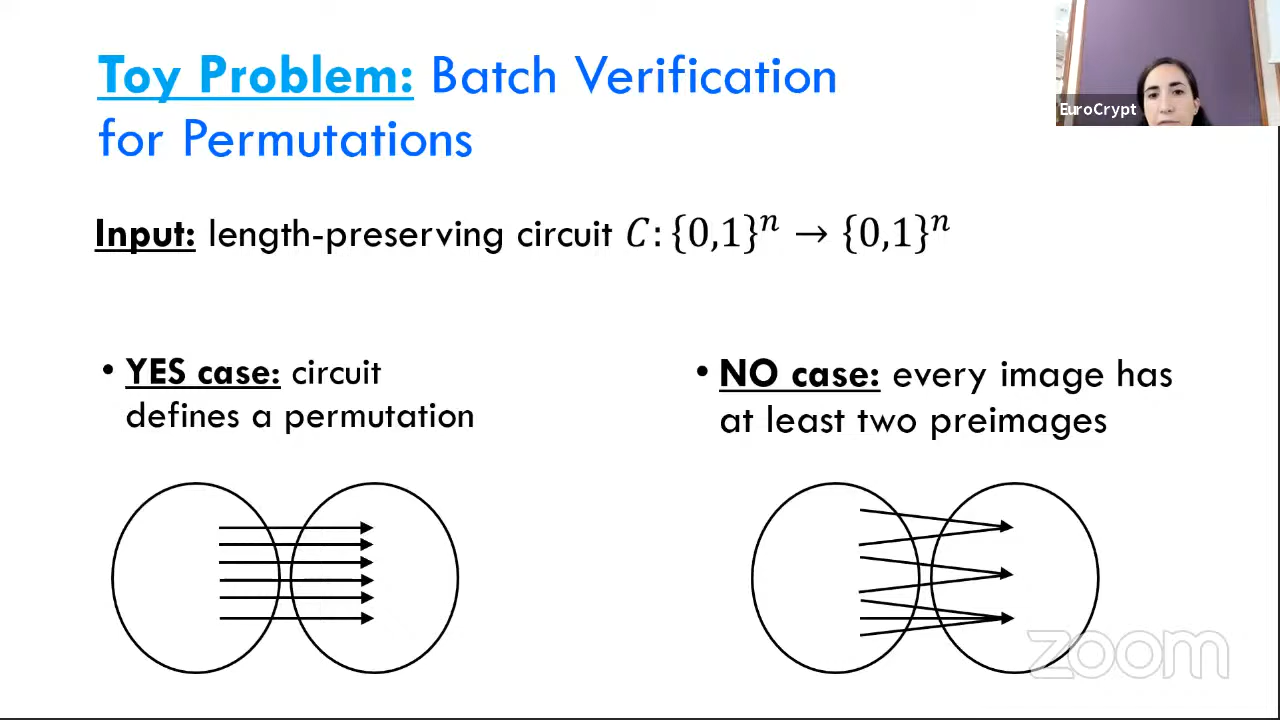 Toy Problem: Batch Verification
for Permutations
EuroCrypt
Input: length-preserving circuit C: {0,1}ⁿ → {0,1}ⁿ
• YES case: circuit
defines a permutation
• NO case: every image has
at least two preimages
zoom